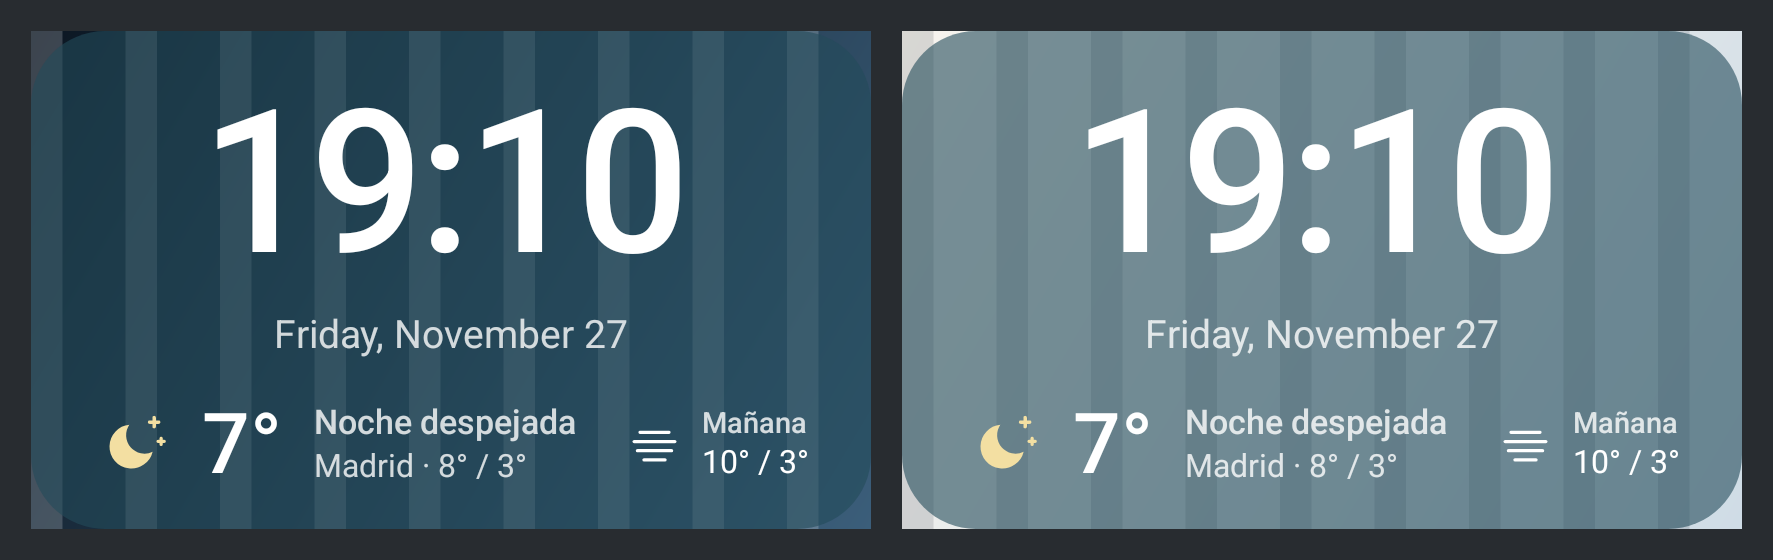 19:10
Friday, November 27
7° Noche despejada
Madrid · 8° / 3°
Mañana
10° / 3°
19:10
Friday, November 27
7° Noche despejada
Madrid · 8° / 3°
Mañana
10° / 3°